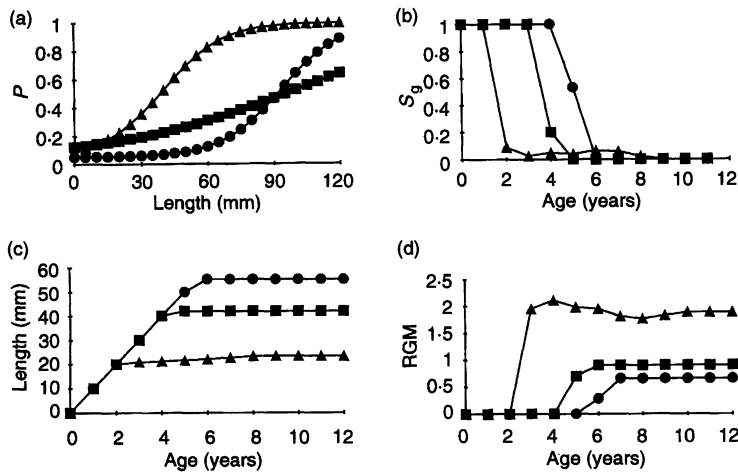 (a)
1
0·8
0·6
0·4
0·2
0
P
0 30 60 90 120
Length (mm)
(b)
1
0·8
0·6
0·4
0·2
0
Sg
0 2 4 6 8 10 12
Age (years)
(c)
60
50
40
30
20
10
0
Length (mm)
0 2 4 6 8 10 12
Age (years)
(d)
2·5
2
1·5
1
0·5
0
RGM
0 2 4 6 8 10 12
Age (years)